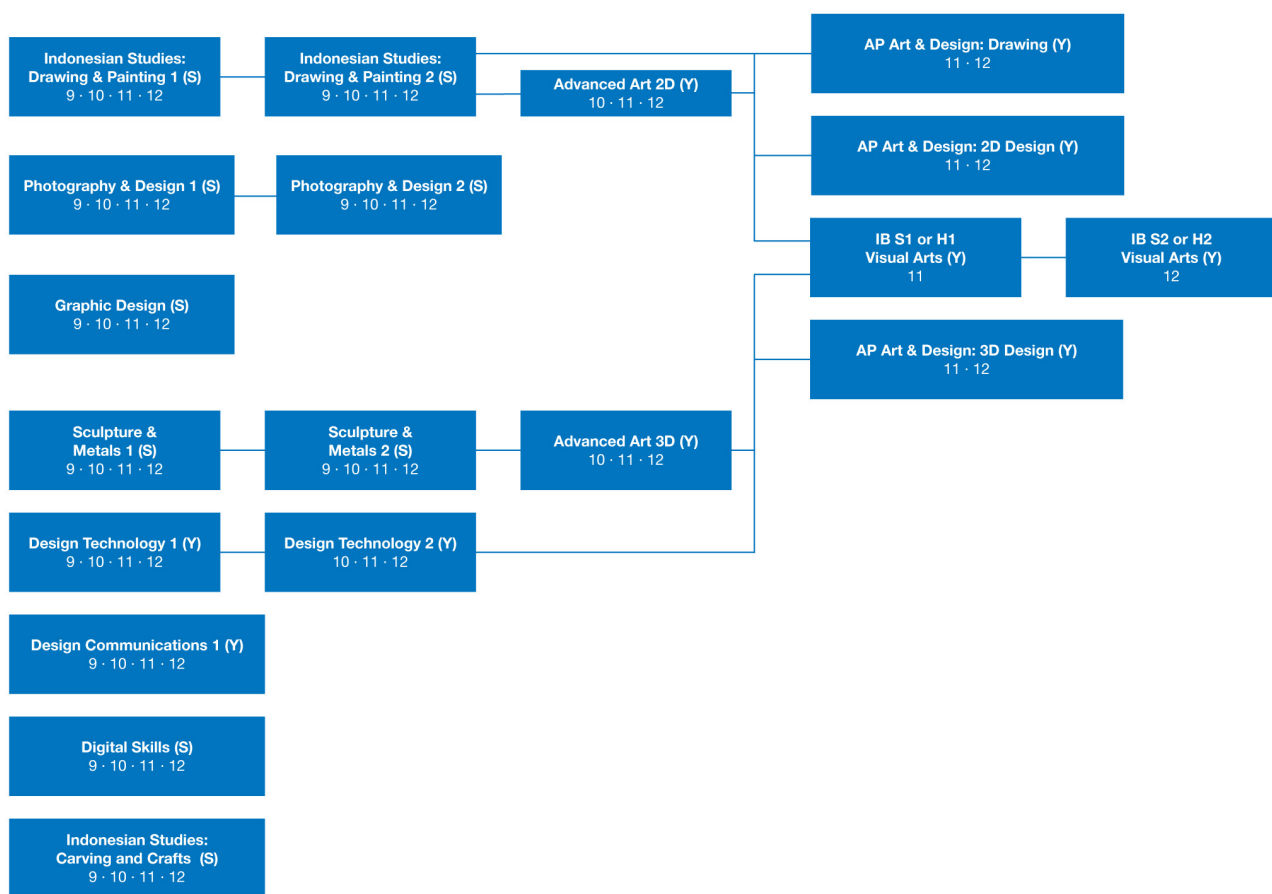 Indonesian Studies:
Drawing & Painting 1 (S)
9 · 10 · 11 · 12
Indonesian Studies:
Drawing & Painting 2 (S)
9 · 10 · 11 · 12
Advanced Art 2D (Y)
10 · 11 · 12
AP Art & Design: Drawing (Y)
11 · 12
AP Art & Design: 2D Design (Y)
11 · 12
Photography & Design 1 (S)
9 · 10 · 11 · 12
Photography & Design 2 (S)
9 · 10 · 11 · 12
IB S1 or H1
Visual Arts (Y)
11
IB S2 or H2
Visual Arts (Y)
12
Graphic Design (S)
9 · 10 · 11 · 12
AP Art & Design: 3D Design (Y)
11 · 12
Sculpture &
Metals 1 (S)
9 · 10 · 11 · 12
Sculpture &
Metals 2 (S)
9 · 10 · 11 · 12
Advanced Art 3D (Y)
10 · 11 · 12
Design Technology 1 (Y)
9 · 10 · 11 · 12
Design Technology 2 (Y)
10 · 11 · 12
Design Communications 1 (Y)
9 · 10 · 11 · 12
Digital Skills (S)
9 · 10 · 11 · 12
Indonesian Studies:
Carving and Crafts (S)
9 · 10 · 11 · 12